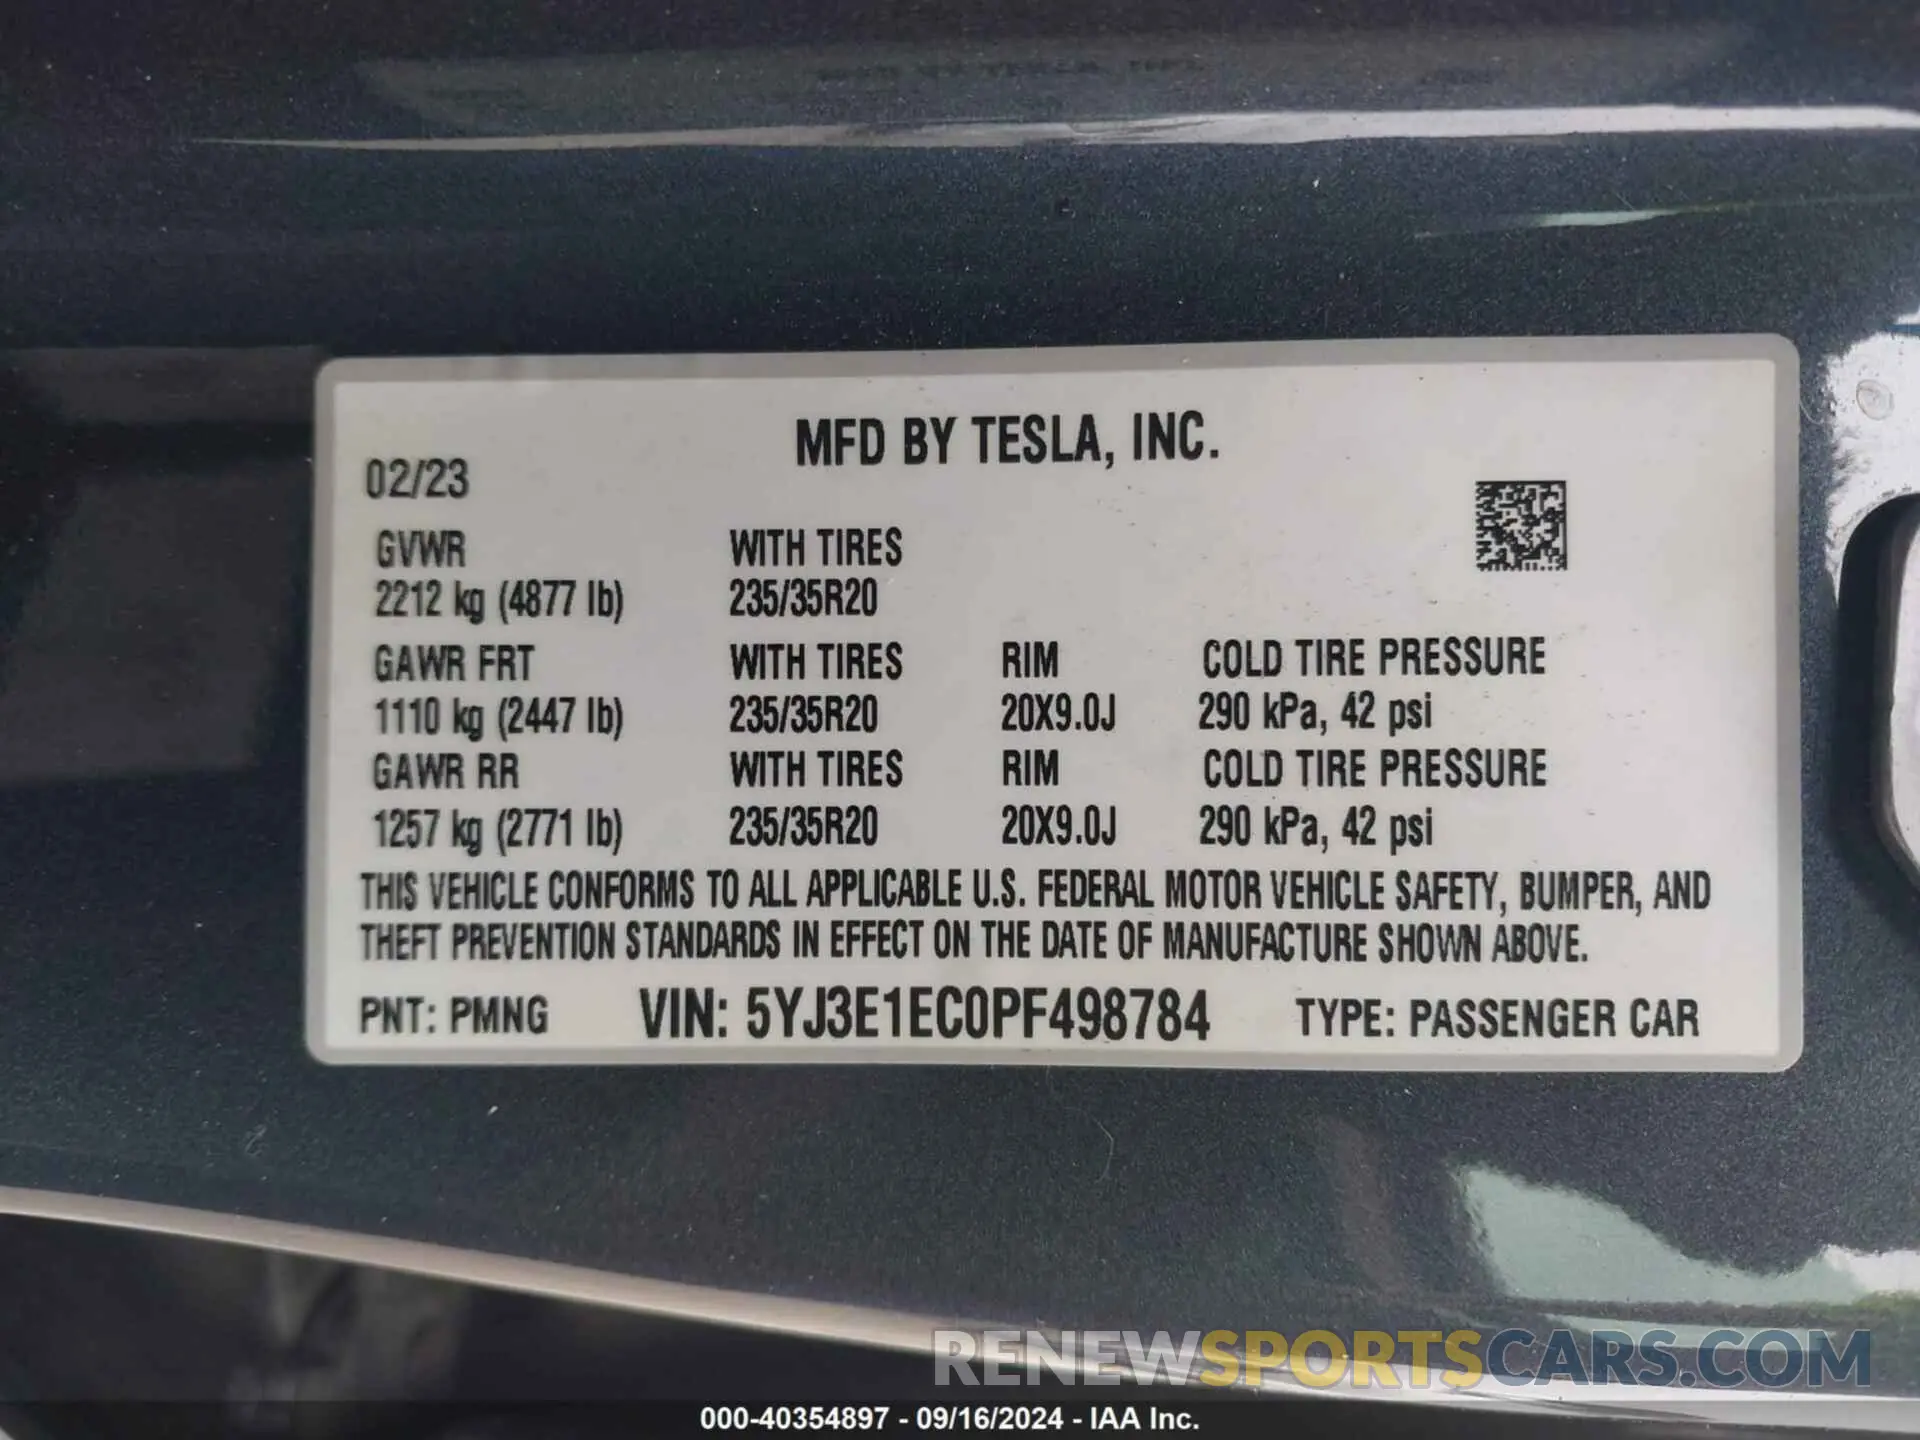 MFD BY TESLA, INC.
02/23
GVWR WITH TIRES
2212 kg (4877 lb) 235/35R20
GAWR FRT WITH TIRES RIM COLD TIRE PRESSURE
1110 kg (2447 lb) 235/35R20 20X9.0J 290 kPa, 42 psi
GAWR RR WITH TIRES RIM COLD TIRE PRESSURE
1257 kg (2771 lb) 235/35R20 20X9.0J 290 kPa, 42 psi
THIS VEHICLE CONFORMS TO ALL APPLICABLE U.S. FEDERAL MOTOR VEHICLE SAFETY, BUMPER, AND
THEFT PREVENTION STANDARDS IN EFFECT ON THE DATE OF MANUFACTURE SHOWN ABOVE.
PNT: PMNG VIN: 5YJ3E1EC0PF498784 TYPE: PASSENGER CAR
RENEWSPORTSCARS.COM
000-40354897 - 09/16/2024 - IAA Inc.